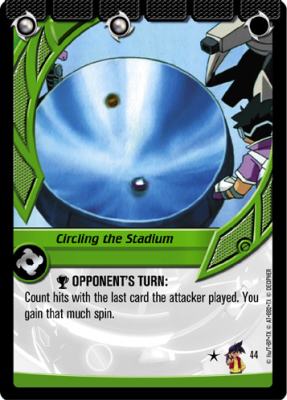 Circling the Stadium
OPPONENT'S TURN:
Count hits with the last card the attacker played. You
gain that much spin.
44